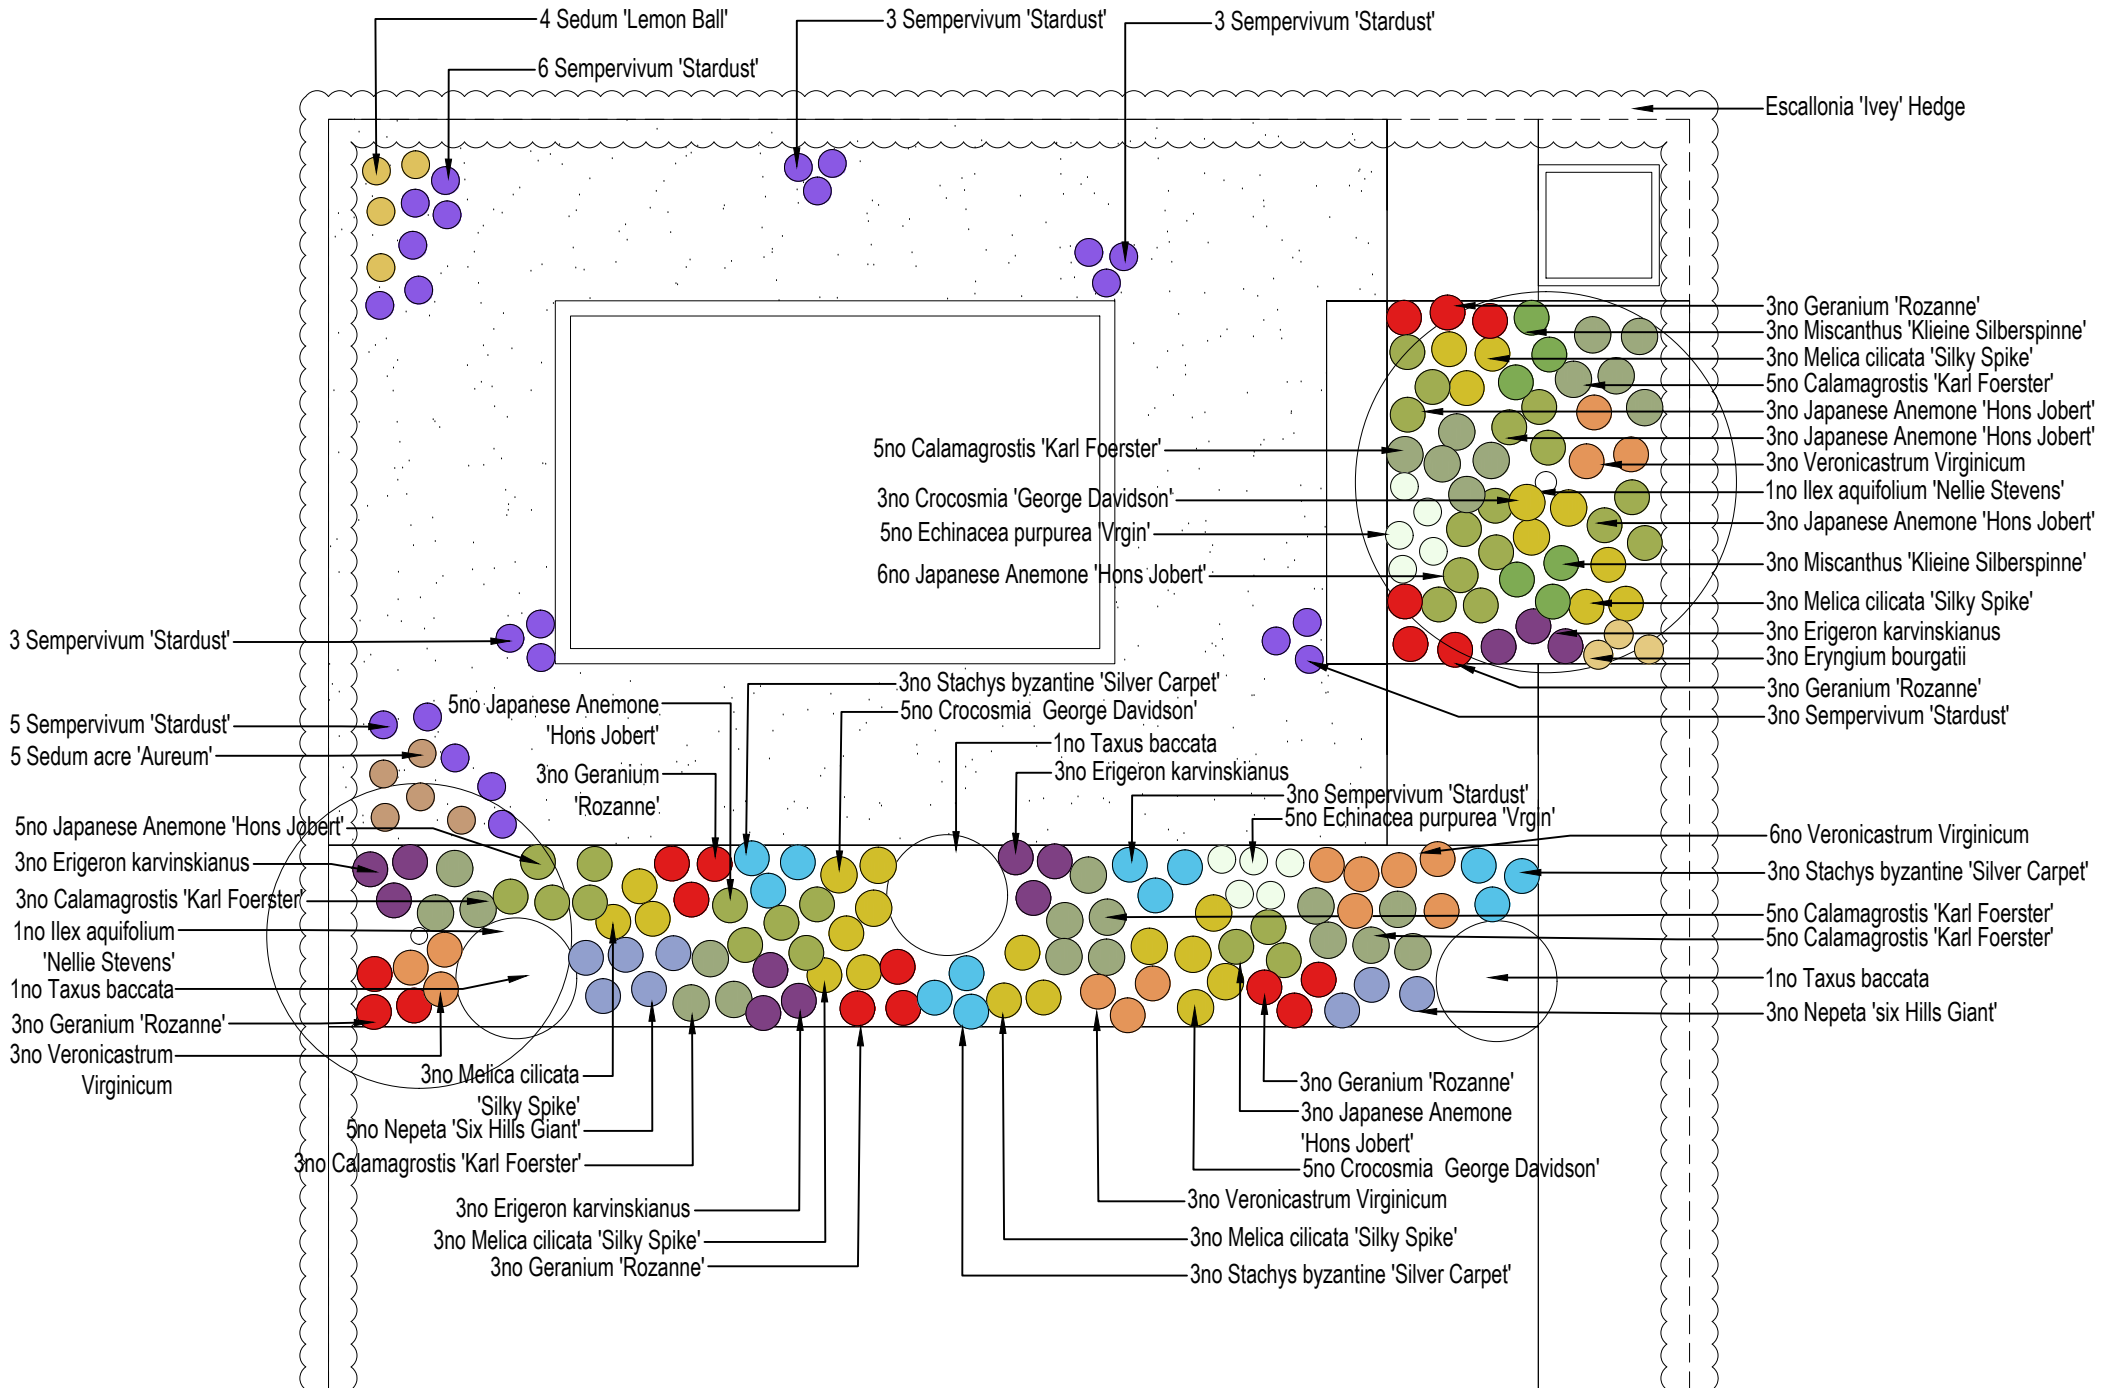 4 Sedum 'Lemon Ball'
3 Sempervivum 'Stardust'
3 Sempervivum 'Stardust'
6 Sempervivum 'Stardust'
Escallonia 'Ivey' Hedge
3no Geranium 'Rozanne'
3no Miscanthus 'Klieine Silberspinne'
3no Melica cilicata 'Silky Spike'
5no Calamagrostis 'Karl Foerster'
3no Japanese Anemone 'Hons Jobert'
3no Japanese Anemone 'Hons Jobert'
3no Veronicastrum Virginicum
1no Ilex aquifolium 'Nellie Stevens'
3no Japanese Anemone 'Hons Jobert'
3no Miscanthus 'Klieine Silberspinne'
3no Melica cilicata 'Silky Spike'
3no Erigeron karvinskianus
3no Eryngium bourgatii
3no Geranium 'Rozanne'
3no Sempervivum 'Stardust'
5no Calamagrostis 'Karl Foerster'
3no Crocosmia 'George Davidson'
5no Echinacea purpurea 'Vrgin'
6no Japanese Anemone 'Hons Jobert'
3 Sempervivum 'Stardust'
5 Sempervivum 'Stardust'
5 Sedum acre 'Aureum'
5no Japanese Anemone 'Hons Jobert'
3no Erigeron karvinskianus
3no Calamagrostis 'Karl Foerster'
1no Ilex aquifolium
'Nellie Stevens'
1no Taxus baccata
3no Geranium 'Rozanne'
3no Veronicastrum
Virginicum
3no Stachys byzantine 'Silver Carpet'
5no Japanese Anemone
'Hons Jobert'
5no Crocosmia  George Davidson'
3no Geranium
'Rozanne'
1no Taxus baccata
3no Erigeron karvinskianus
3no Sempervivum 'Stardust'
5no Echinacea purpurea 'Vrgin'
6no Veronicastrum Virginicum
3no Stachys byzantine 'Silver Carpet'
5no Calamagrostis 'Karl Foerster'
5no Calamagrostis 'Karl Foerster'
1no Taxus baccata
3no Nepeta 'six Hills Giant'
3no Melica cilicata
'Silky Spike'
5no Nepeta 'Six Hills Giant'
3no Calamagrostis 'Karl Foerster'
3no Erigeron karvinskianus
3no Melica cilicata 'Silky Spike'
3no Geranium 'Rozanne'
3no Geranium 'Rozanne'
3no Japanese Anemone
'Hons Jobert'
5no Crocosmia  George Davidson'
3no Veronicastrum Virginicum
3no Melica cilicata 'Silky Spike'
3no Stachys byzantine 'Silver Carpet'